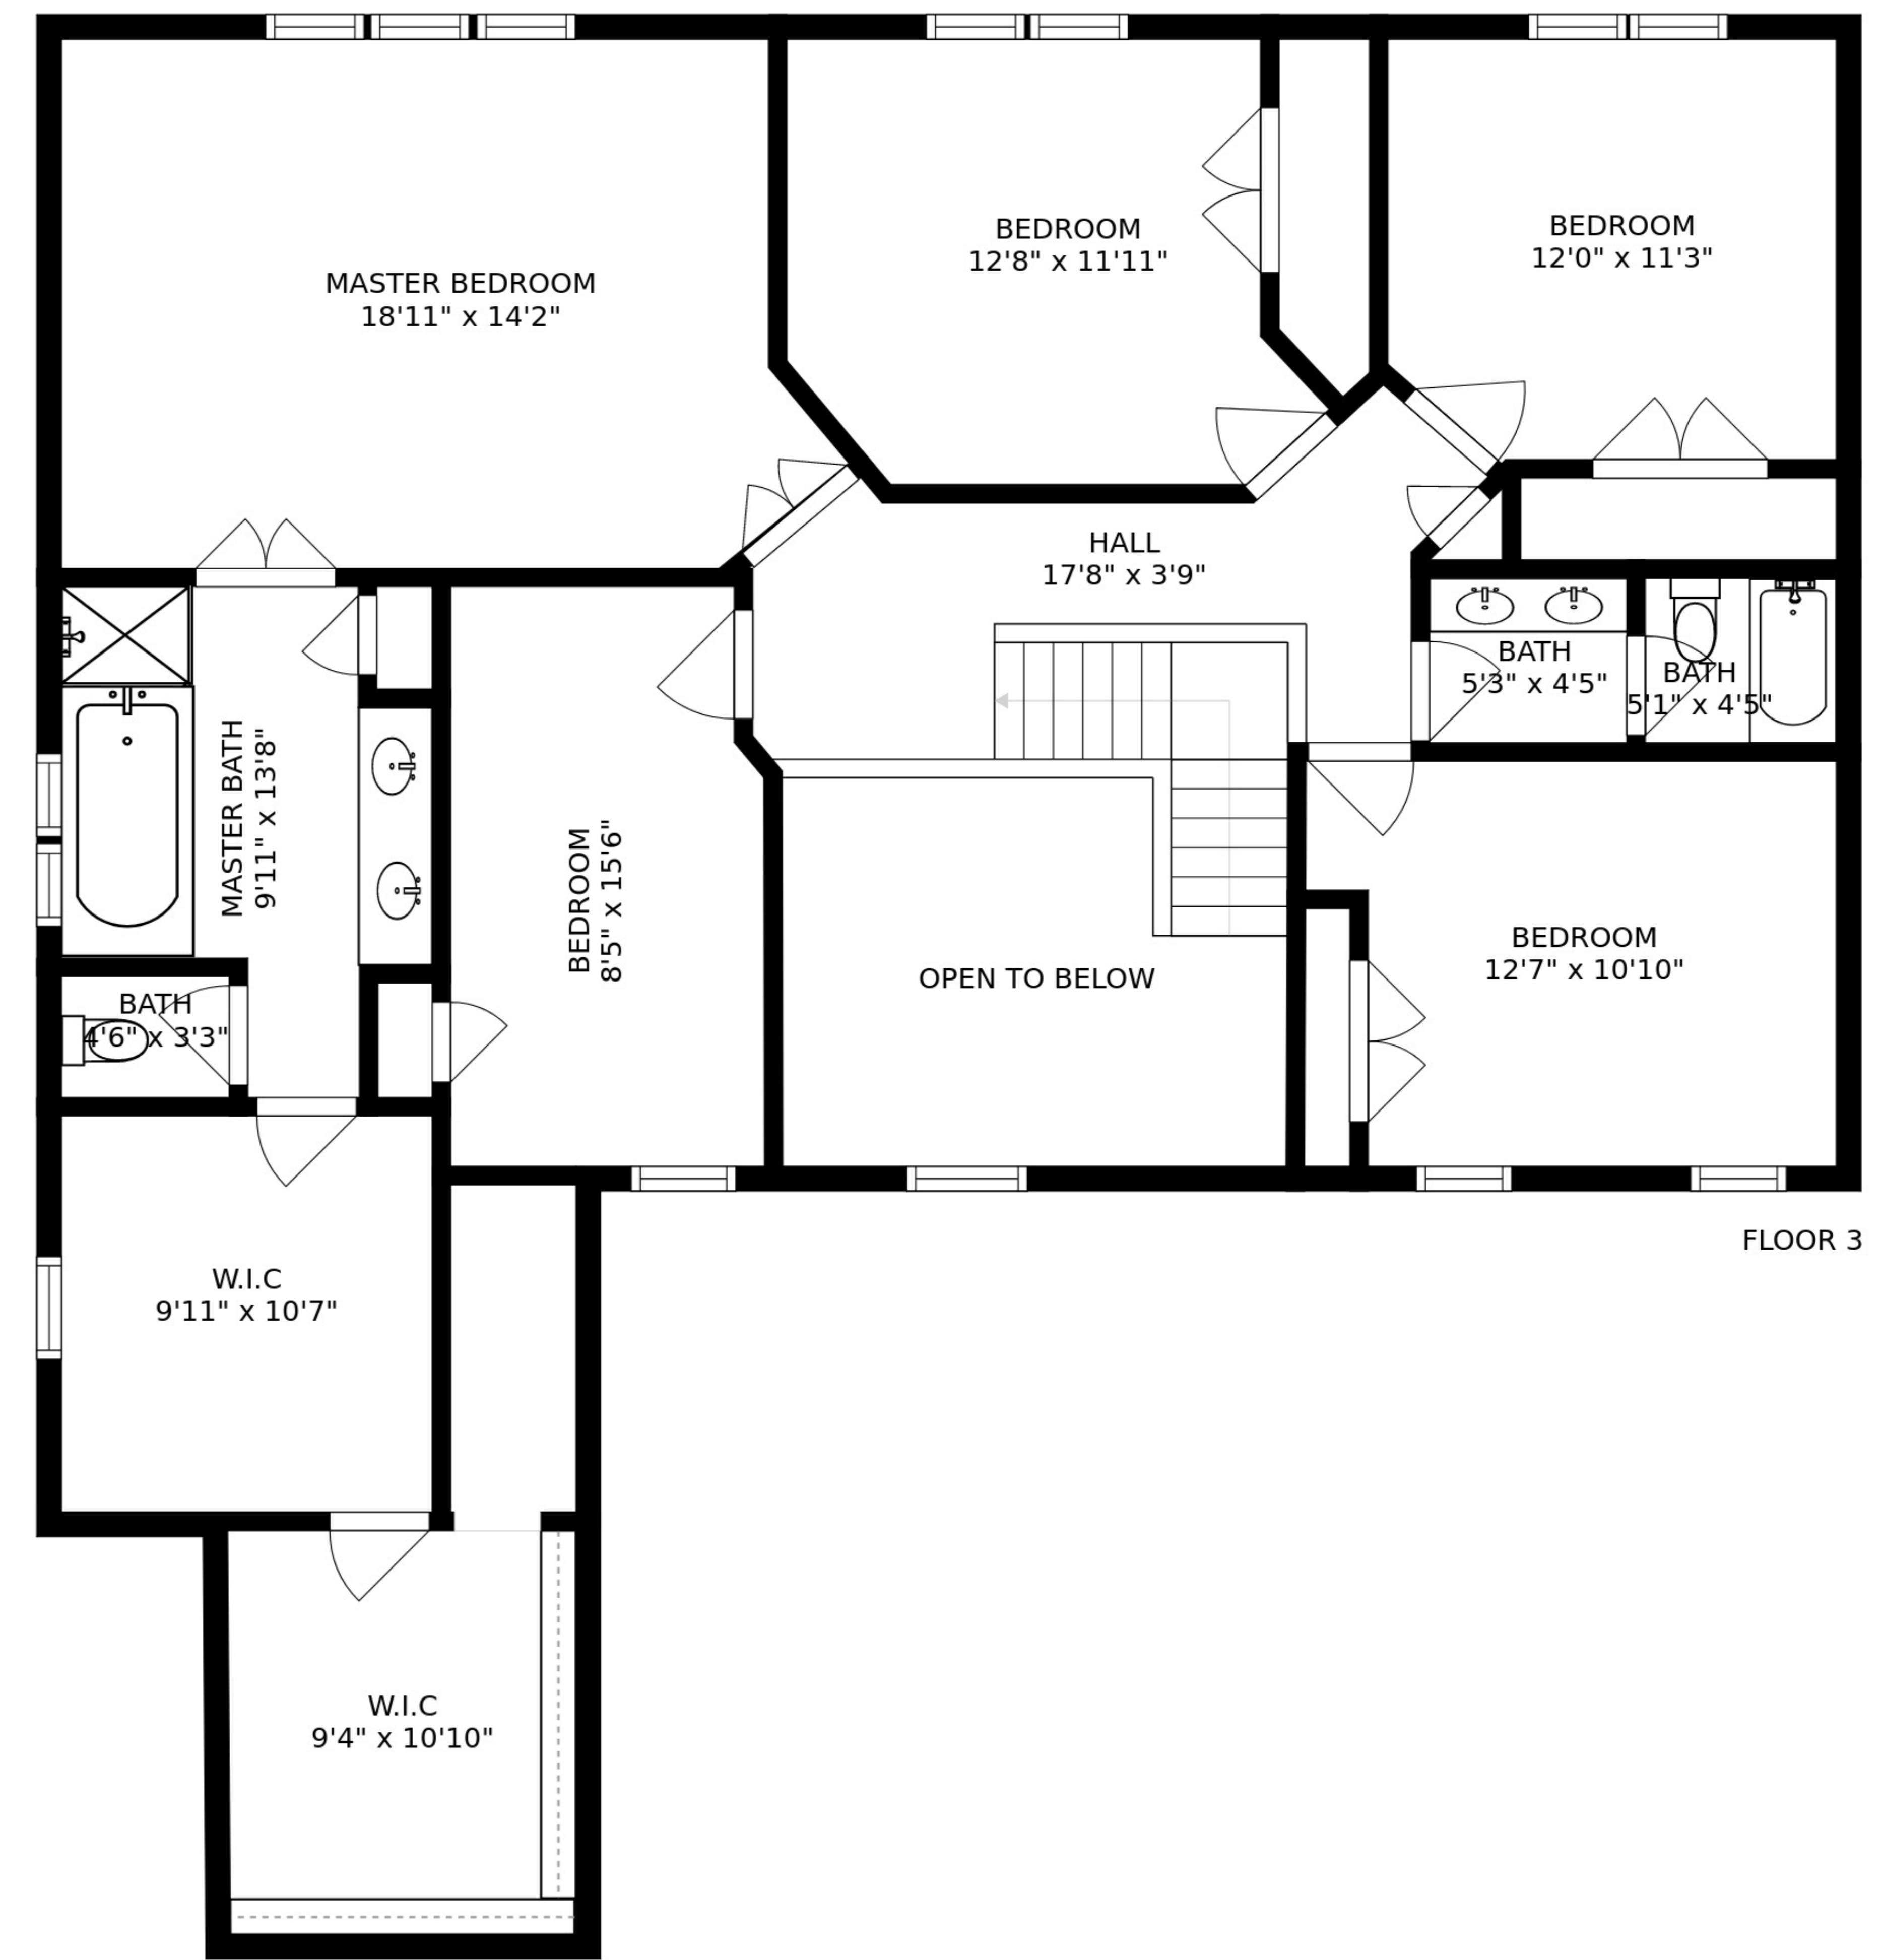 MASTER BEDROOM
18'11" x 14'2"
BEDROOM
12'8" x 11'11"
BEDROOM
12'0" x 11'3"
HALL
17'8" x 3'9"
BATH
5'3" x 4'5"
BATH
5'1" x 4'5"
MASTER BATH
9'11" x 13'8"
BEDROOM
8'5" x 15'6"
OPEN TO BELOW
BEDROOM
12'7" x 10'10"
BATH
4'6" x 3'3"
FLOOR 3
W.I.C
9'11" x 10'7"
W.I.C
9'4" x 10'10"